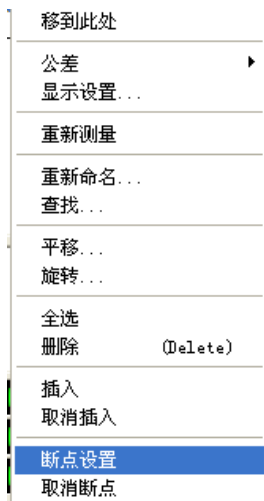 移到此处
公差
显示设置...
重新测量
重新命名...
查找...
平移...
旋转...
全选
删除 (Delete)
插入
取消插入
断点设置
取消断点